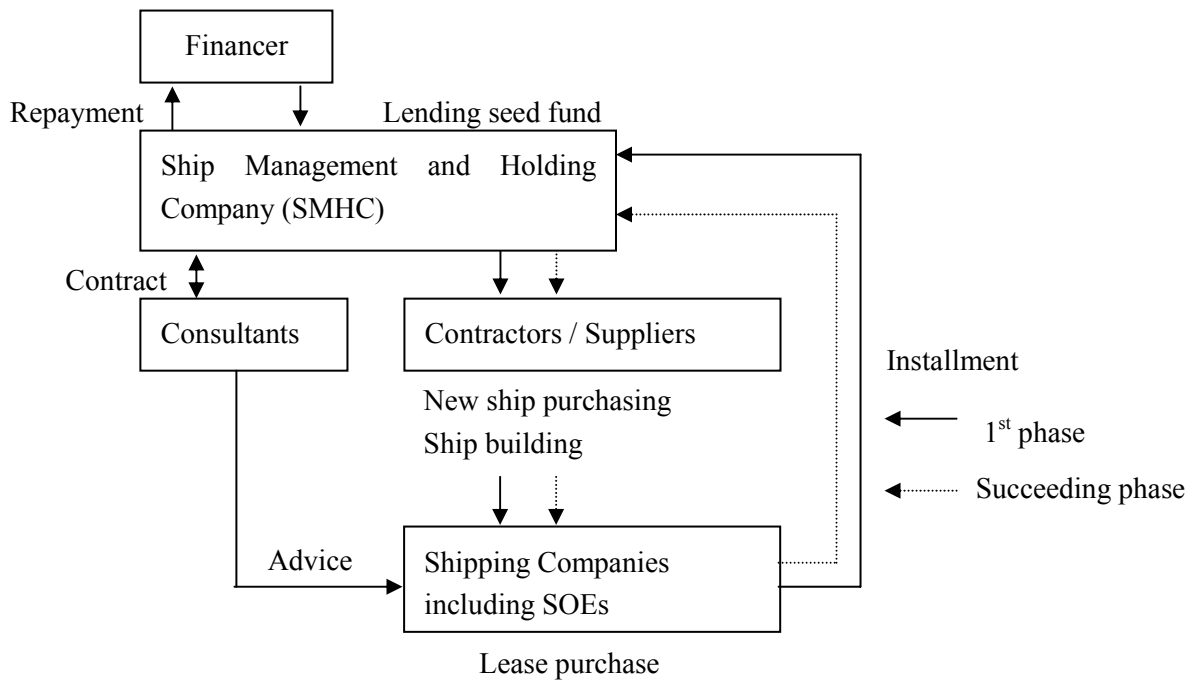 Financer
Repayment
Lending seed fund
Ship Management and Holding
Company (SMHC)
Contract
Consultants
Contractors / Suppliers
Installment
New ship purchasing
Ship building
1st phase
Succeeding phase
Advice
Shipping Companies
including SOEs
Lease purchase